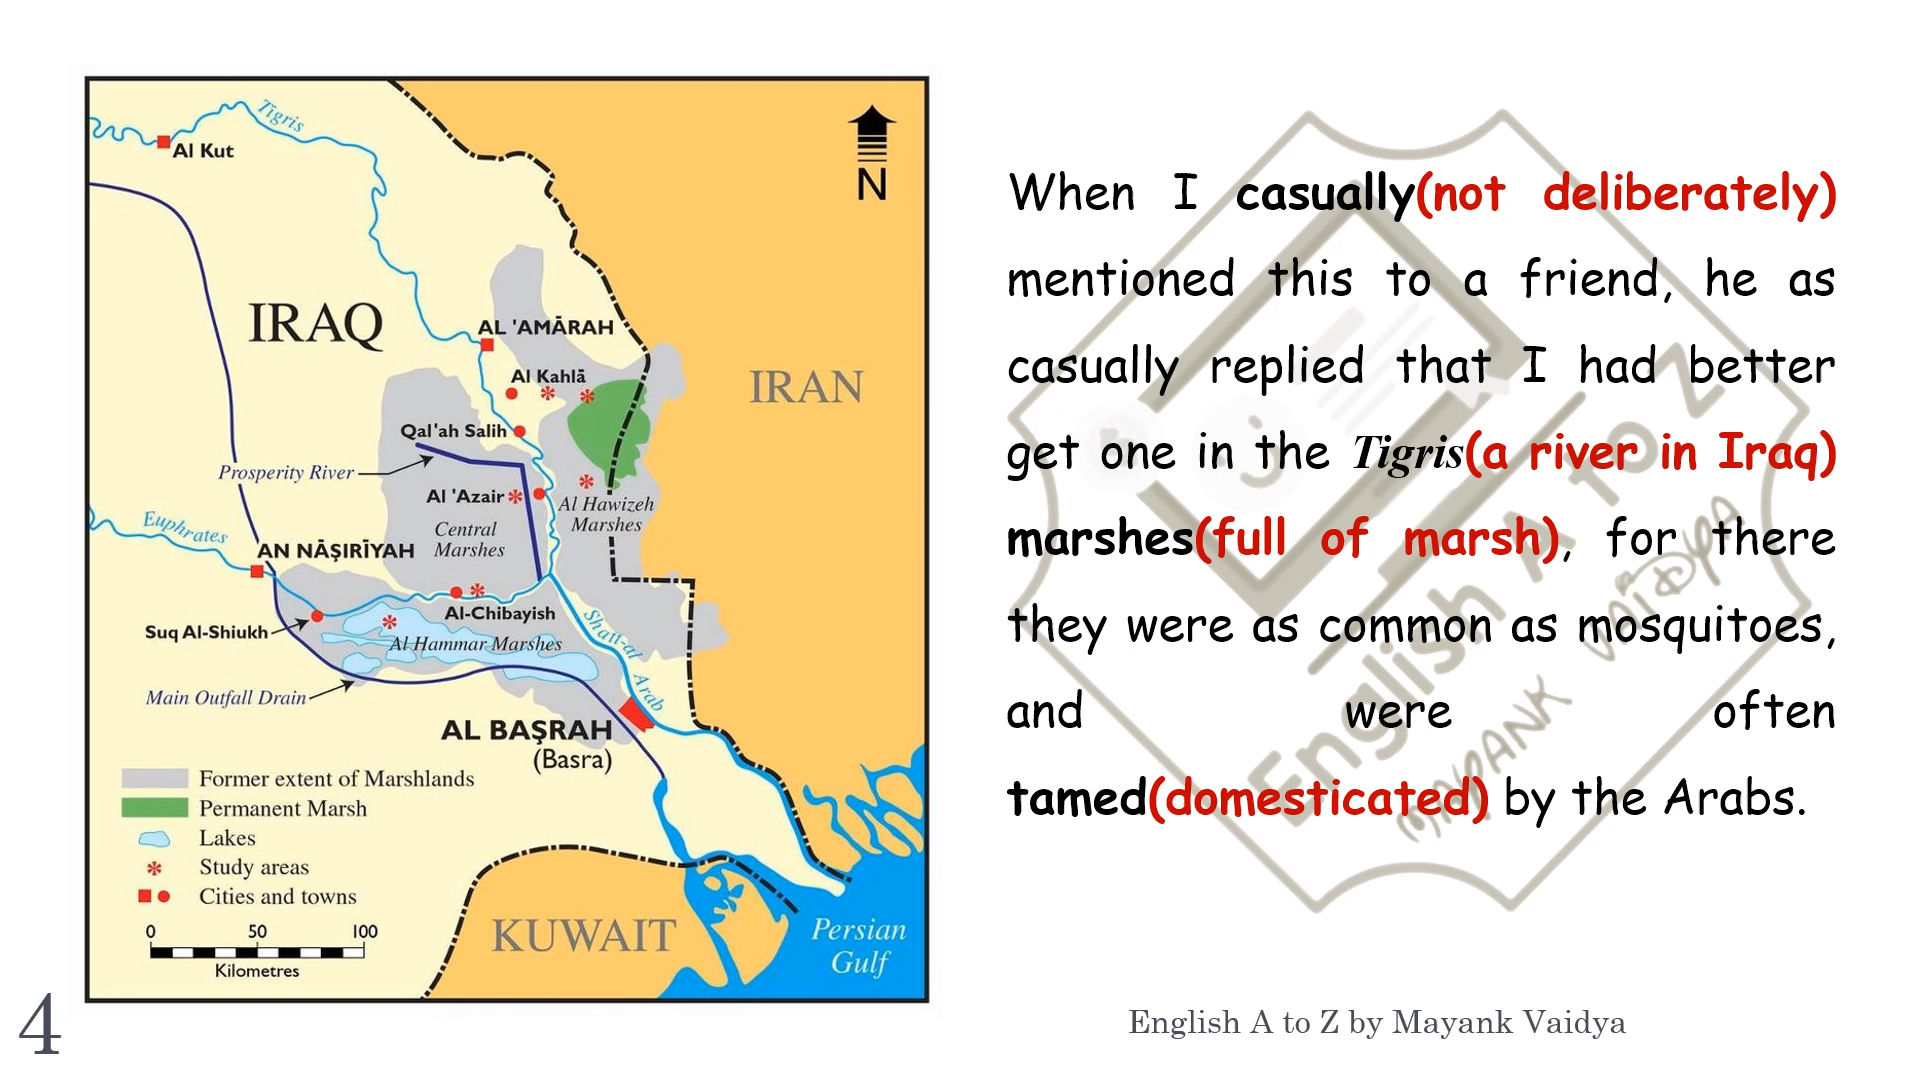 Tigris
Al Kut
N
IRAQ
AL 'AMĀRAH
Al Kahlā
IRAN
Qal'ah Salih
Prosperity River
Al 'Azair
Al Hawizeh
Marshes
Central
Marshes
Euphrates
AN NĀṢIRĪYAH
Al-Chibayish
Suq Al-Shiukh
Al Hammar Marshes
Shatt-al
Arab
Main Outfall Drain
AL BAṢRAH
(Basra)
Former extent of Marshlands
Permanent Marsh
Lakes
Study areas
Cities and towns
0 50 100
Kilometres
KUWAIT
Persian
Gulf
When I casually(not deliberately)
mentioned this to a friend, he as
casually replied that I had better
get one in the Tigris(a river in Iraq)
marshes(full of marsh), for there
they were as common as mosquitoes,
and were often
tamed(domesticated) by the Arabs.
English A to Z
MAYANK VAIDYA
4
English A to Z by Mayank Vaidya